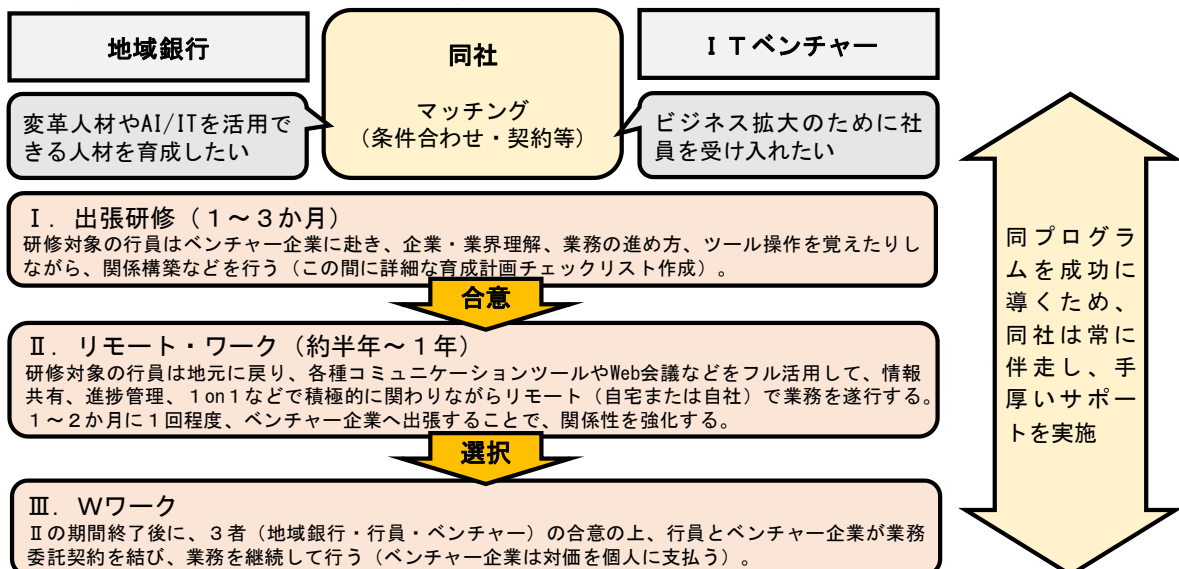 地域銀行
同社
ＩＴベンチャー
マッチング
（条件合わせ・契約等）
変革人材やAI/ITを活用で
きる人材を育成したい
ビジネス拡大のために社
員を受け入れたい
Ⅰ．出張研修（１～３か月）
研修対象の行員はベンチャー企業に赴き、企業・業界理解、業務の進め方、ツール操作を覚えたりし
ながら、関係構築などを行う（この間に詳細な育成計画チェックリスト作成）。
合意
Ⅱ．リモート・ワーク（約半年～１年）
研修対象の行員は地元に戻り、各種コミュニケーションツールやWeb会議などをフル活用して、情報
共有、進捗管理、１on１などで積極的に関わりながらリモート（自宅または自社）で業務を遂行する。
１～２か月に１回程度、ベンチャー企業へ出張することで、関係性を強化する。
選択
Ⅲ．Ｗワーク
Ⅱの期間終了後に、３者（地域銀行・行員・ベンチャー）の合意の上、行員とベンチャー企業が業務
委託契約を結び、業務を継続して行う（ベンチャー企業は対価を個人に支払う）。
同プログラ
ムを成功に
導くため、
同社は常に
伴走し、手
厚いサポー
トを実施